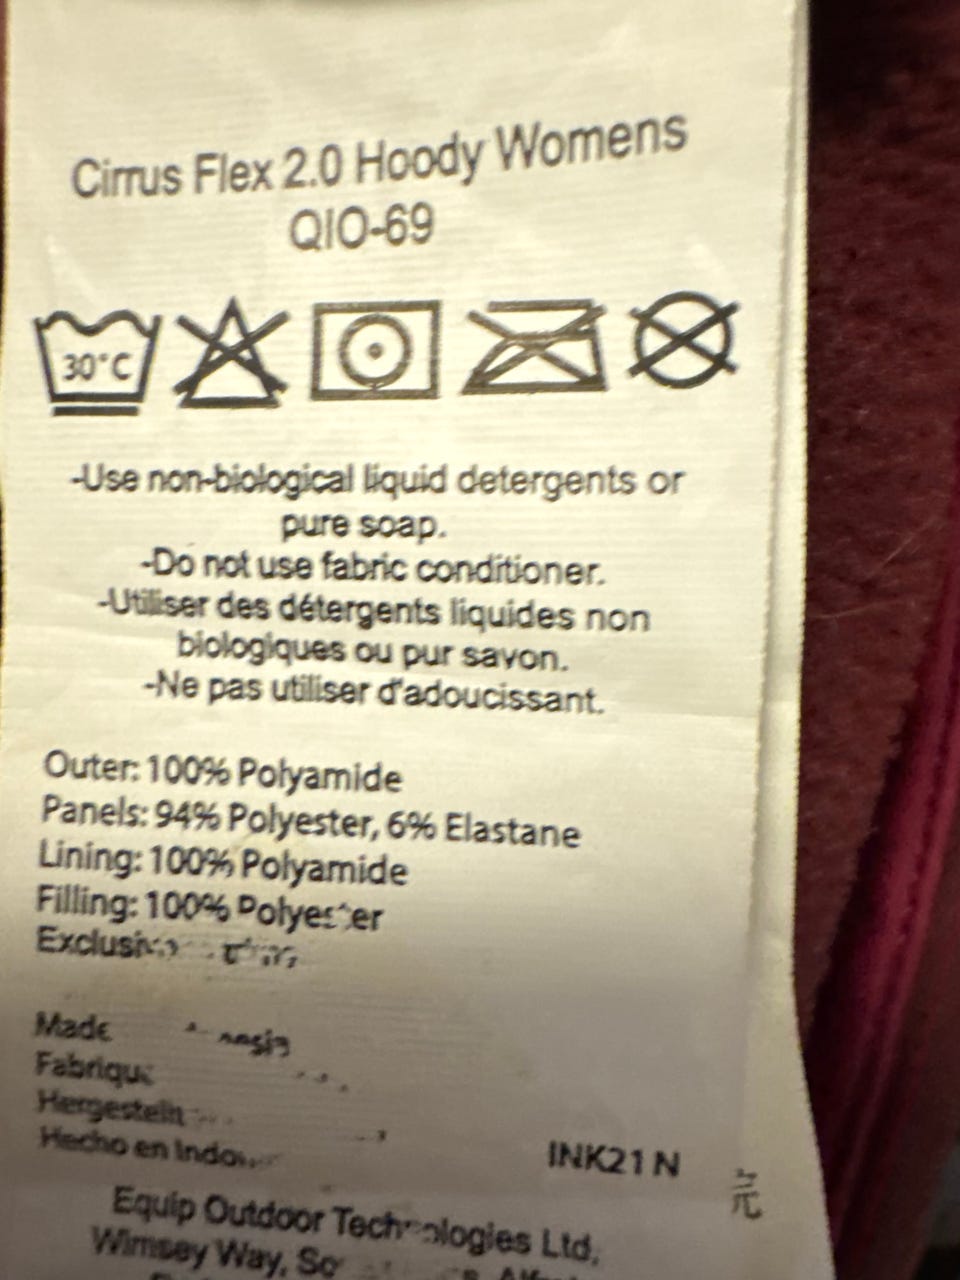 Cirrus Flex 2.0 Hoody Womens
QIO-69
30°C
-Use non-biological liquid detergents or
pure soap.
-Do not use fabric conditioner.
-Utiliser des détergents liquides non
biologiques ou pur savon.
-Ne pas utiliser d'adoucissant.
Outer: 100% Polyamide
Panels: 94% Polyester, 6% Elastane
Lining: 100% Polyamide
Filling: 100% Polyester
Made
Hecho en
INK21 N
元
Equip Outdoor Technologies Ltd,
Wimsey Way,